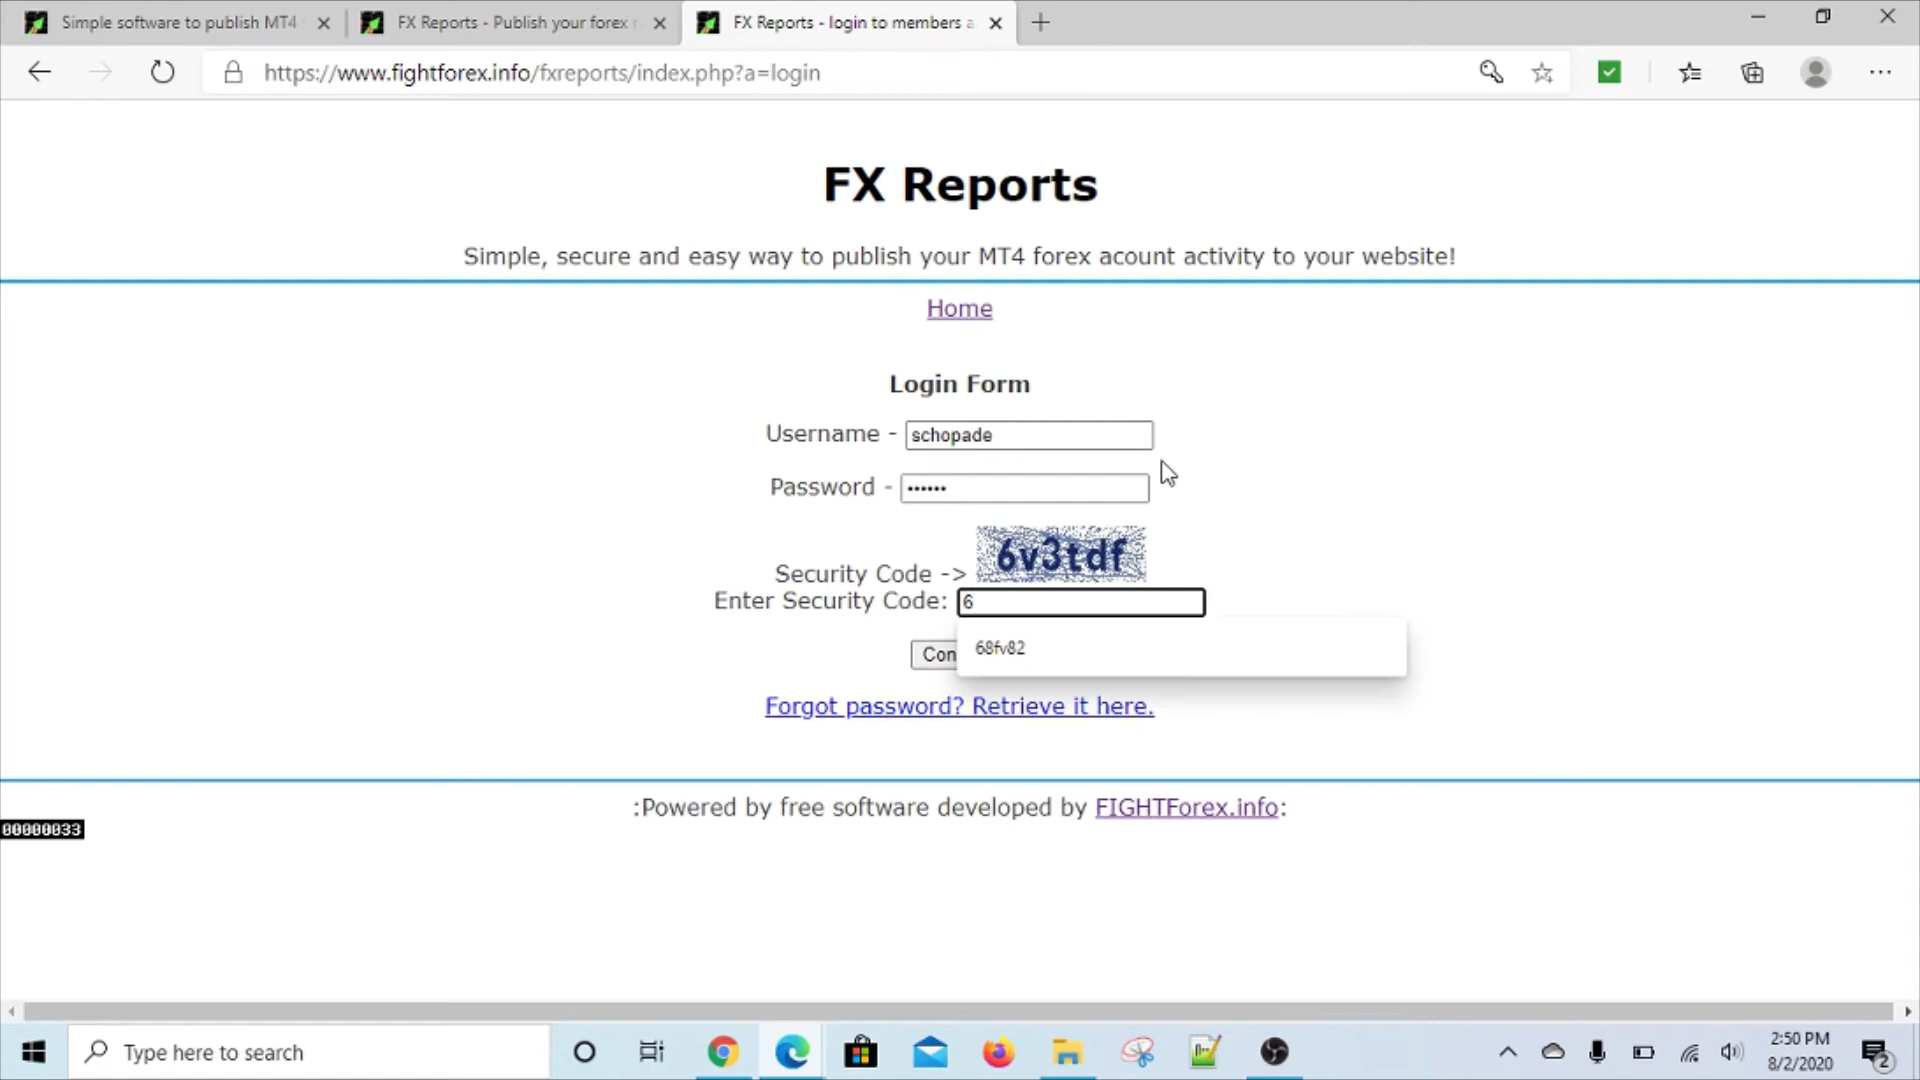 Simple software to publish MT4
FX Reports - Publish your forex
FX Reports - login to members a
https://www.fightforex.info/fxreports/index.php?a=login
FX Reports
Simple, secure and easy way to publish your MT4 forex acount activity to your website!
Home
Login Form
Username - schopade
Password - ••••••
Security Code -> 6v3tdf
Enter Security Code: 6
68fv82
Con
Forgot password? Retrieve it here.
:Powered by free software developed by FIGHTForex.info:
00000033
Type here to search
2:50 PM
8/2/2020
2